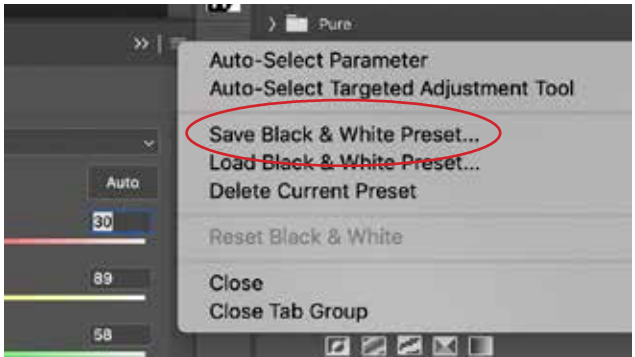 Pure
Auto-Select Parameter
Auto-Select Targeted Adjustment Tool
Save Black & White Preset...
Load Black & White Preset...
Auto
Delete Current Preset
30
Reset Black & White
89
Close
Close Tab Group
58